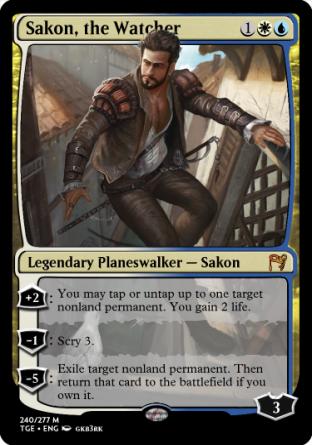 Sakon, the Watcher 1
Legendary Planeswalker — Sakon
+2: You may tap or untap up to one target
nonland permanent. You gain 2 life.
-1: Scry 3.
-5: Exile target nonland permanent. Then
return that card to the battlefield if you
own it.
3
240/277 M
TGE • ENG GKB3RK